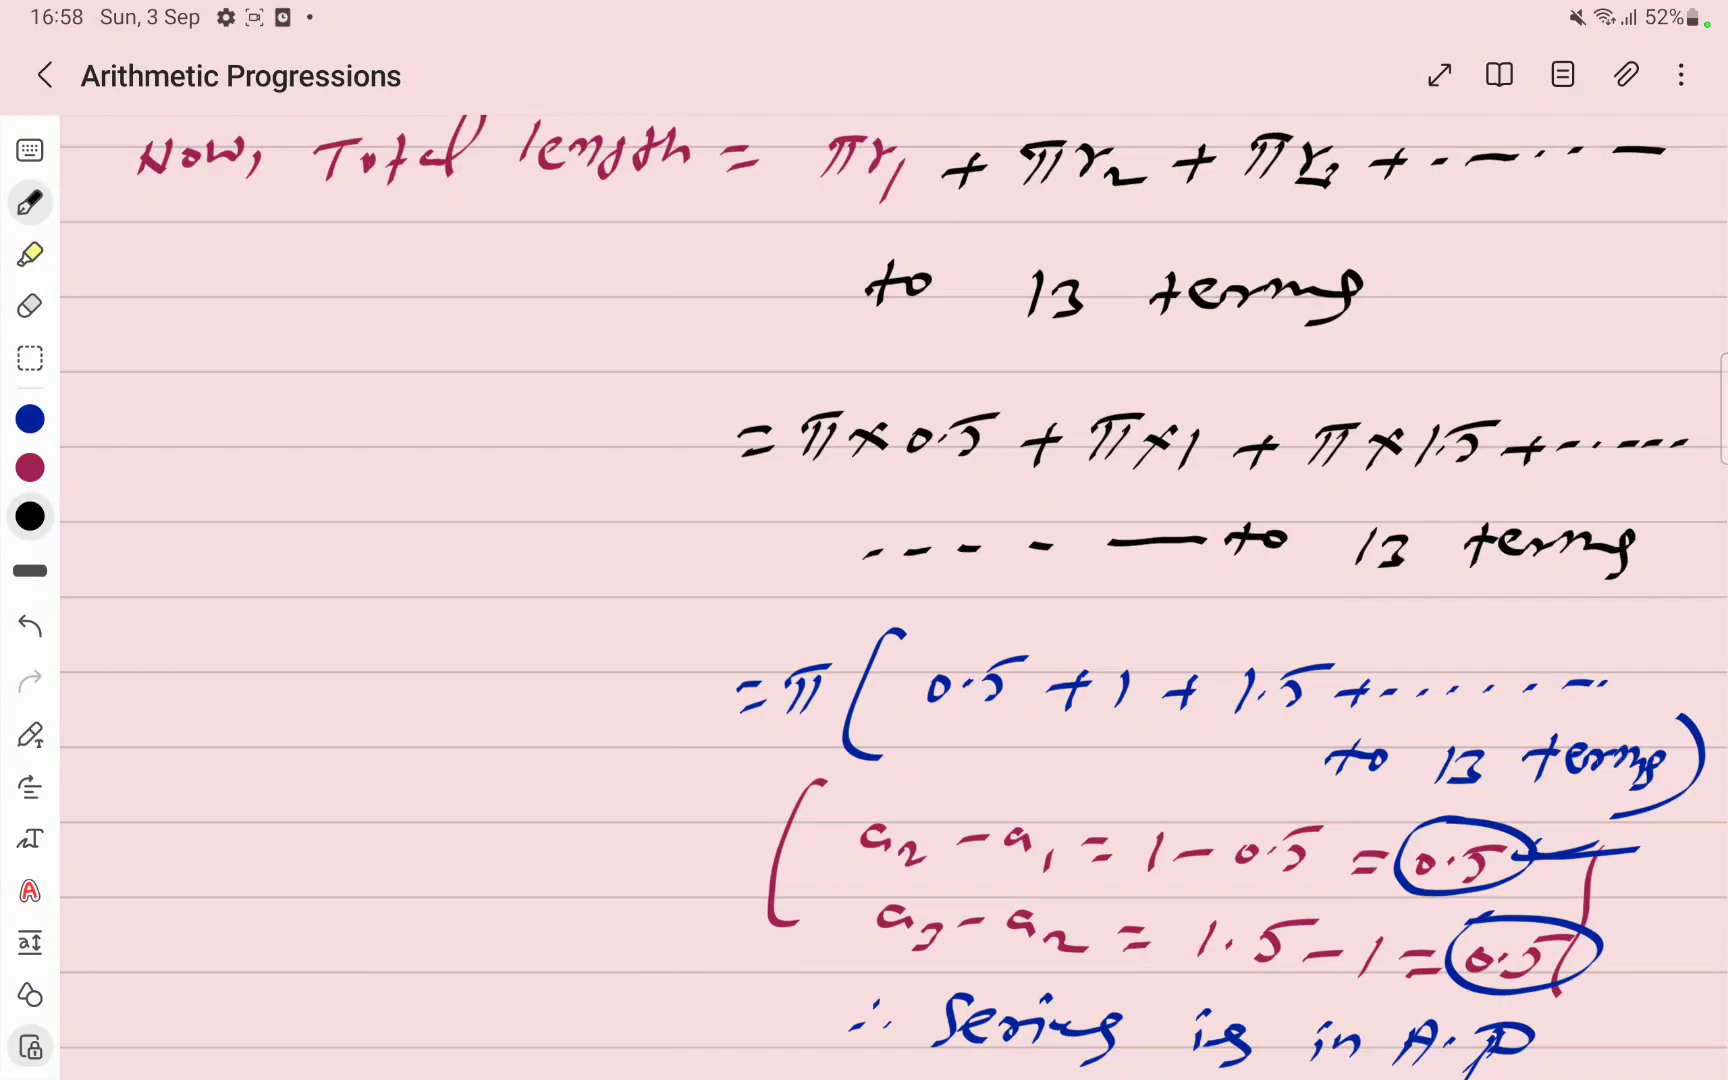 16:58 Sun, 3 Sep 52%
Arithmetic Progressions
Now, Total length = πr₁ + πr₂ + πr₃ + .......
to 13 terms
= π×0.5 + π×1 + π×1.5 + ......
..... to 13 terms
= π( 0.5 + 1 + 1.5 + .......
to 13 terms)
( a₂ - a₁ = 1 - 0.5 = 0.5
a₃ - a₂ = 1.5 - 1 = 0.5 )
∴ Series is in A.P